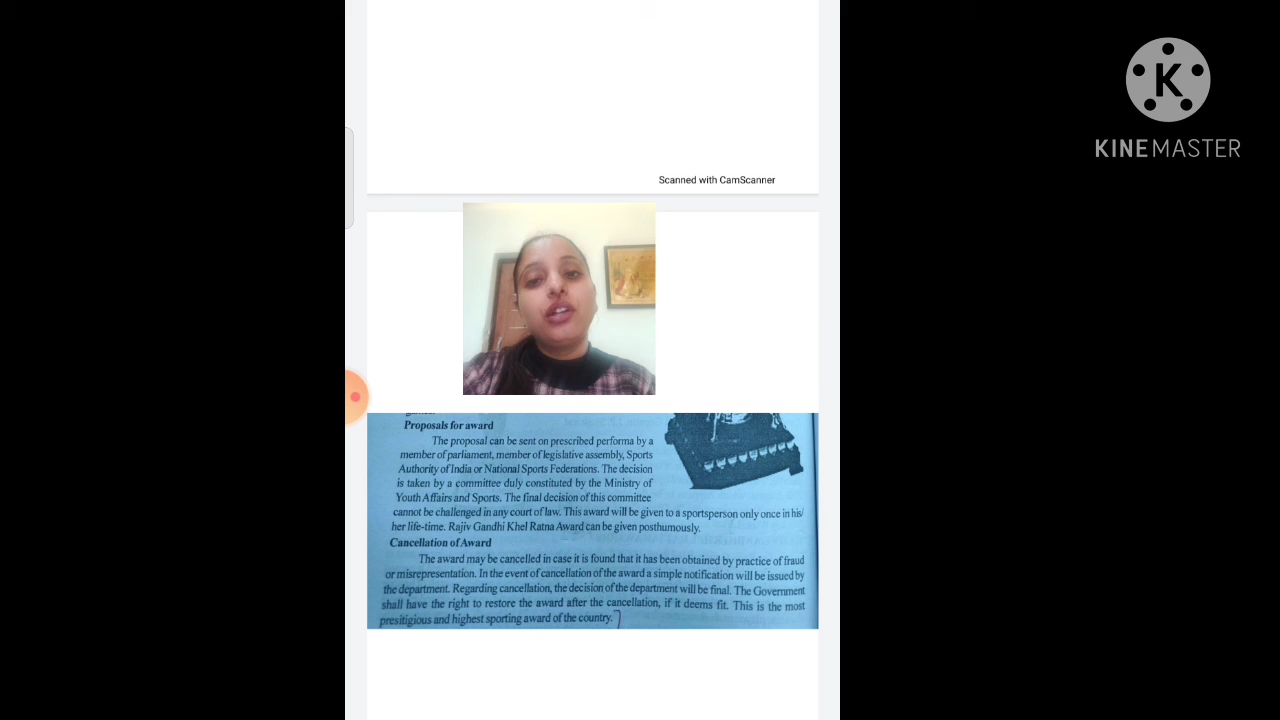 K
KINEMASTER
Scanned with CamScanner
Proposals for award
The proposal can be sent on prescribed performa by a
member of parliament, member of legislative assembly, Sports
Authority of India or National Sports Federations. The decision
is taken by a committee duly constituted by the Ministry of
Youth Affairs and Sports. The final decision of this committee
cannot be challenged in any court of law. This award will be given to a sportsperson only once in his/
her life-time. Rajiv Gandhi Khel Ratna Award can be given posthumously.
Cancellation of Award
The award may be cancelled in case it is found that it has been obtained by practice of fraud
or misrepresentation. In the event of cancellation of the award a simple notification will be issued by
the department. Regarding cancellation, the decision of the department will be final. The Government
shall have the right to restore the award after the cancellation, if it deems fit. This is the most
presitigious and highest sporting award of the country.